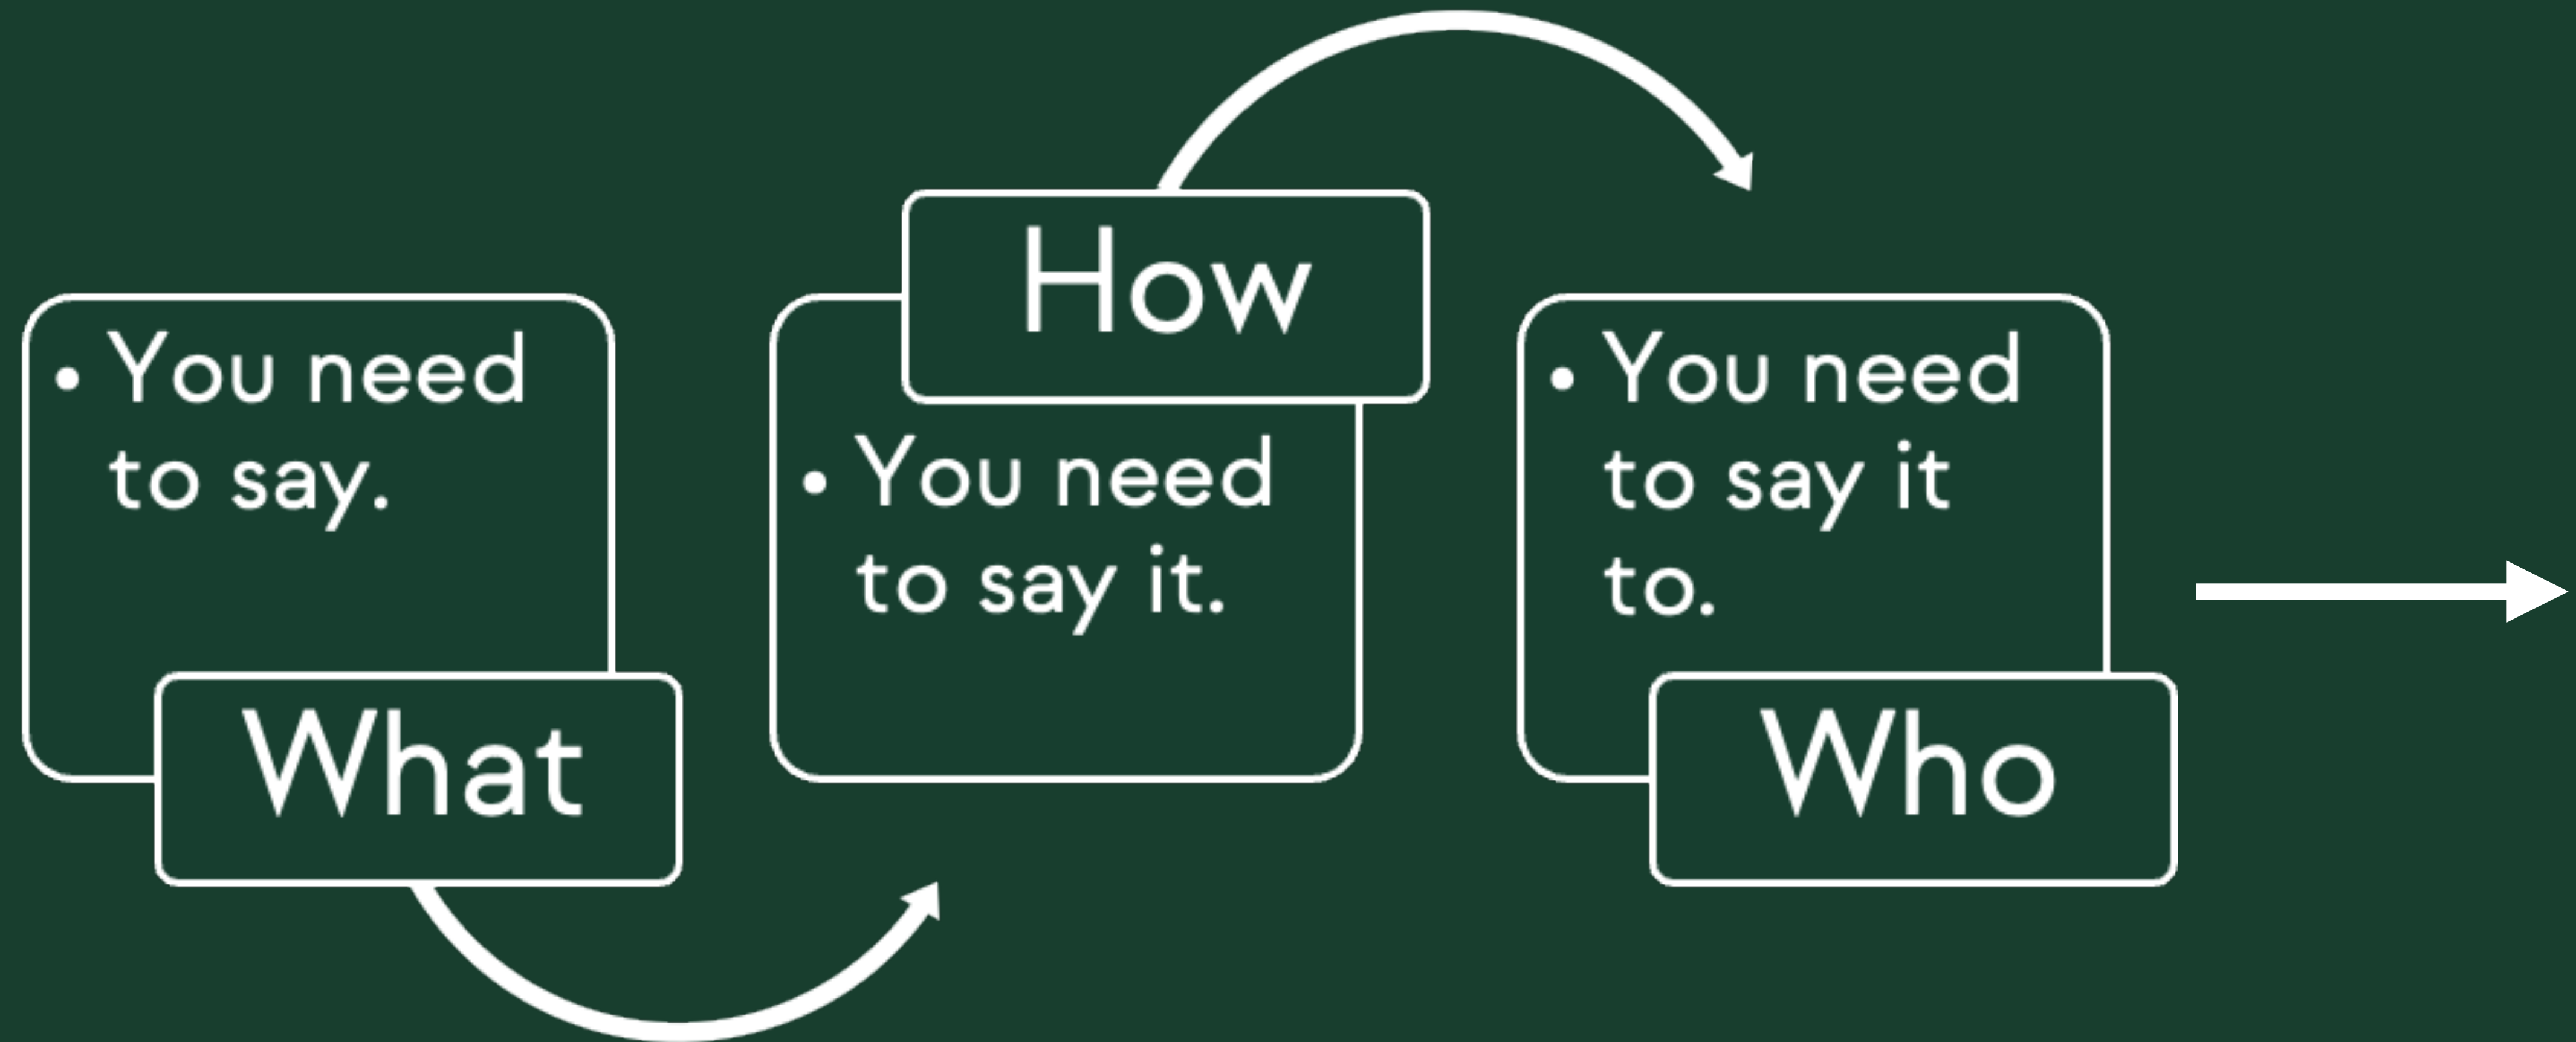 • You need
to say.
What
How
• You need
to say it.
• You need
to say it
to.
Who